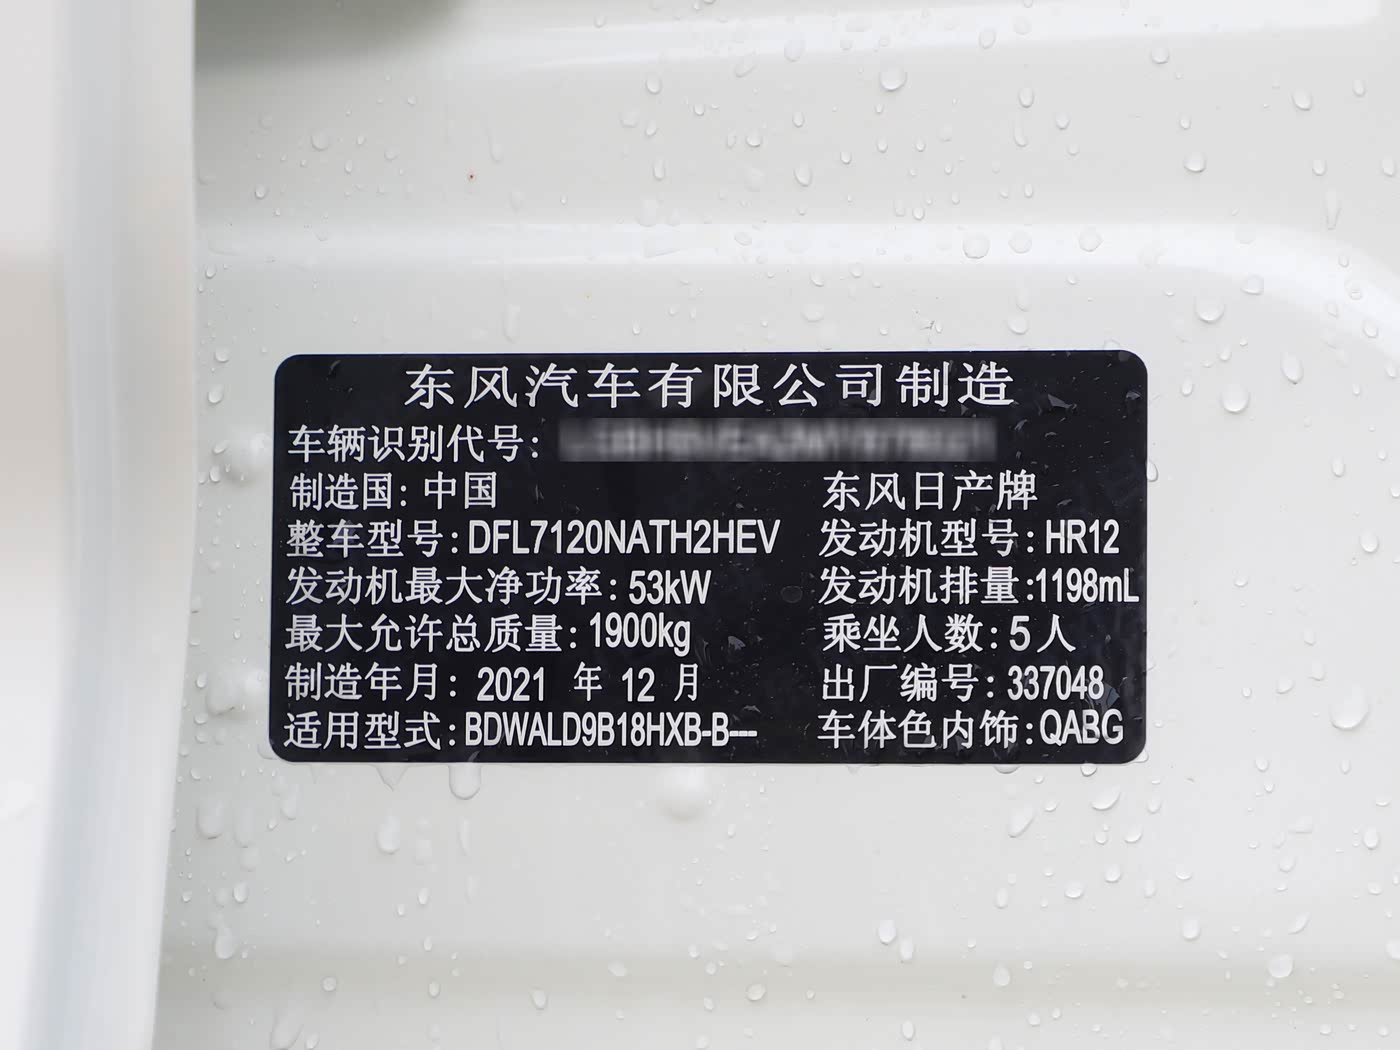 东风汽车有限公司制造
车辆识别代号：
制造国：中国 东风日产牌
整车型号：DFL7120NATH2HEV 发动机型号：HR12
发动机最大净功率：53kW 发动机排量：1198mL
最大允许总质量：1900kg 乘坐人数：5人
制造年月：2021 年 12 月 出厂编号：337048
适用型式：BDWALD9B18HXB-B--- 车体色内饰：QABG